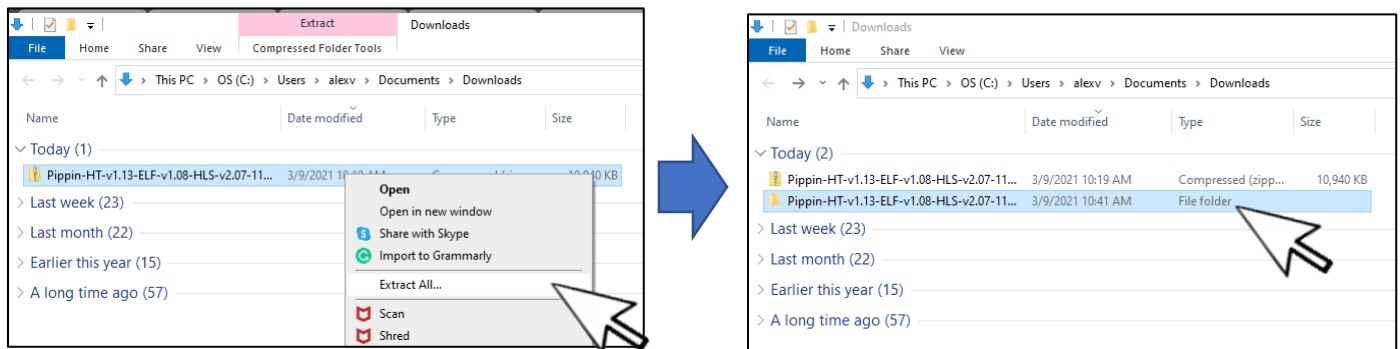 Extract Downloads
File Home Share View Compressed Folder Tools
This PC > OS (C:) > Users > alexv > Documents > Downloads
Name Date modified Type Size
Today (1)
Pippin-HT-v1.13-ELF-v1.08-HLS-v2.07-11... 3/9/2021 KB
Last week (23)
Last month (22)
Earlier this year (15)
A long time ago (57)
Open
Open in new window
Share with Skype
Import to Grammarly
Extract All...
Scan
Shred
Downloads
File Home Share View
This PC > OS (C:) > Users > alexv > Documents > Downloads
Name Date modified Type Size
Today (2)
Pippin-HT-v1.13-ELF-v1.08-HLS-v2.07-11... 3/9/2021 10:19 AM Compressed (zipp... 10,940 KB
Pippin-HT-v1.13-ELF-v1.08-HLS-v2.07-11... 3/9/2021 10:41 AM File folder
Last week (23)
Last month (22)
Earlier this year (15)
A long time ago (57)